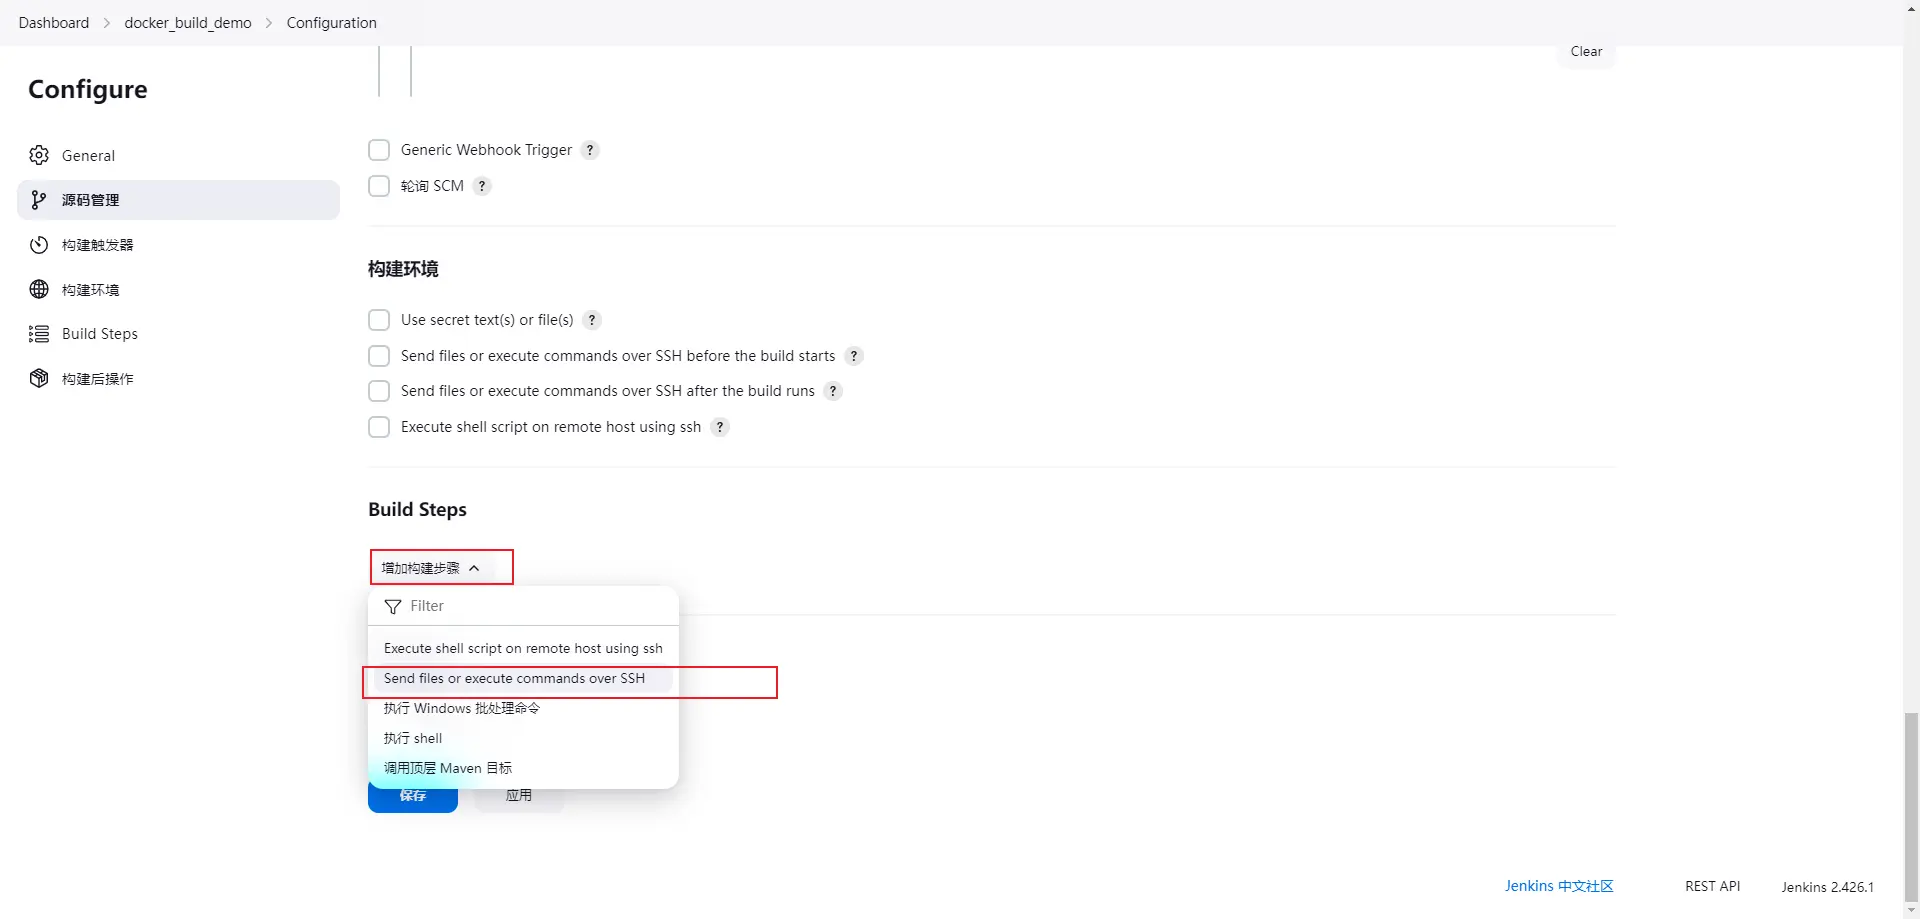 Dashboard > docker_build_demo > Configuration
Clear
Configure
General
源码管理
构建触发器
构建环境
Build Steps
构建后操作
Generic Webhook Trigger ?
轮询 SCM ?
构建环境
Use secret text(s) or file(s) ?
Send files or execute commands over SSH before the build starts ?
Send files or execute commands over SSH after the build runs ?
Execute shell script on remote host using ssh ?
Build Steps
增加构建步骤
Filter
Execute shell script on remote host using ssh
Send files or execute commands over SSH
执行 Windows 批处理命令
执行 shell
调用顶层 Maven 目标
保存 应用
Jenkins 中文社区 REST API Jenkins 2.426.1